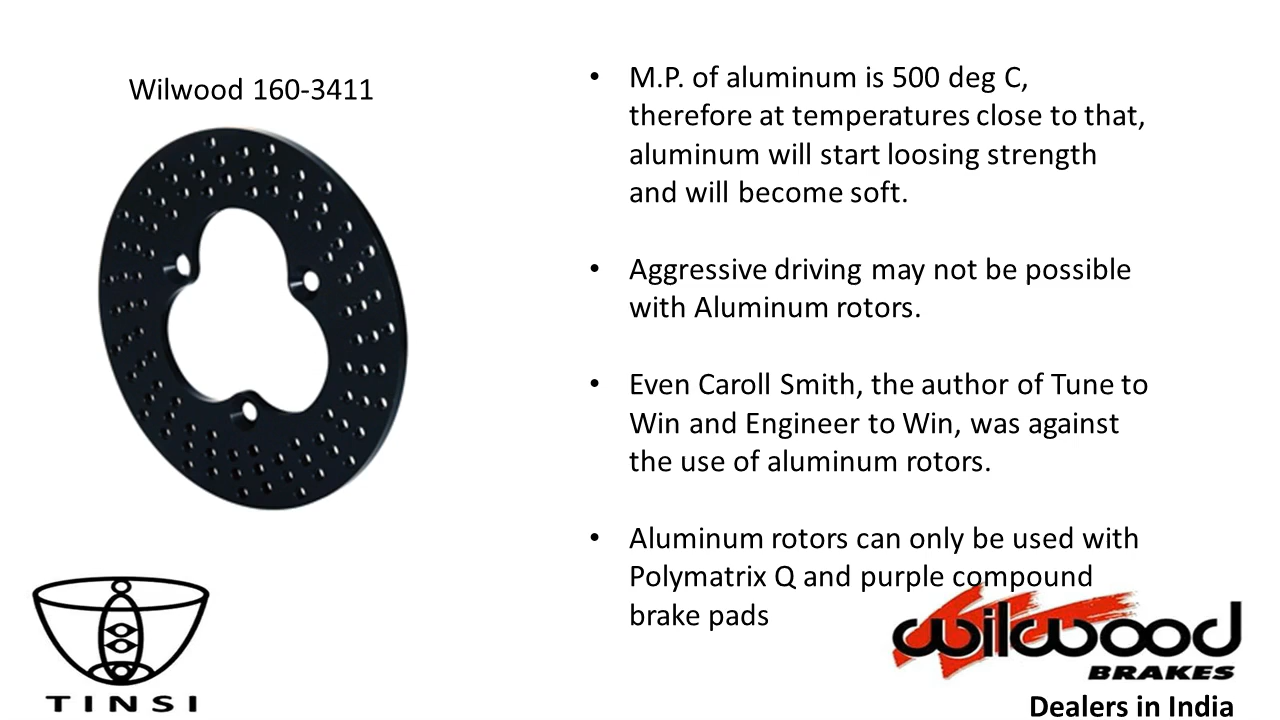 Wilwood 160-3411
• M.P. of aluminum is 500 deg C,
therefore at temperatures close to that,
aluminum will start loosing strength
and will become soft.
• Aggressive driving may not be possible
with Aluminum rotors.
• Even Caroll Smith, the author of Tune to
Win and Engineer to Win, was against
the use of aluminum rotors.
• Aluminum rotors can only be used with
Polymatrix Q and purple compound
brake pads
TINSI
wilwood
BRAKES
Dealers in India